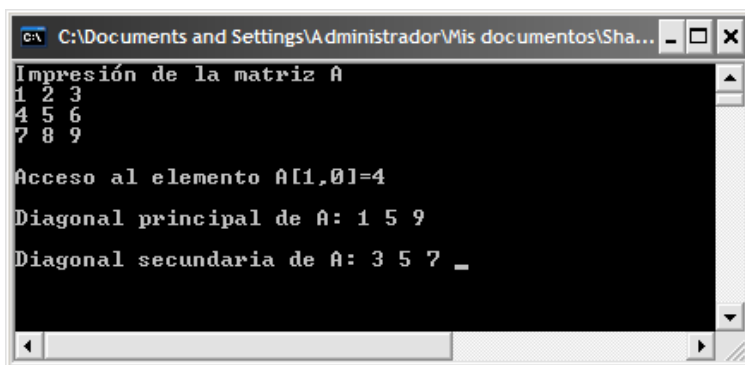 C:\Documents and Settings\Administrador\Mis documentos\Sha...
Impresión de la matriz A
1 2 3
4 5 6
7 8 9
Acceso al elemento A[1,0]=4
Diagonal principal de A: 1 5 9
Diagonal secundaria de A: 3 5 7 _